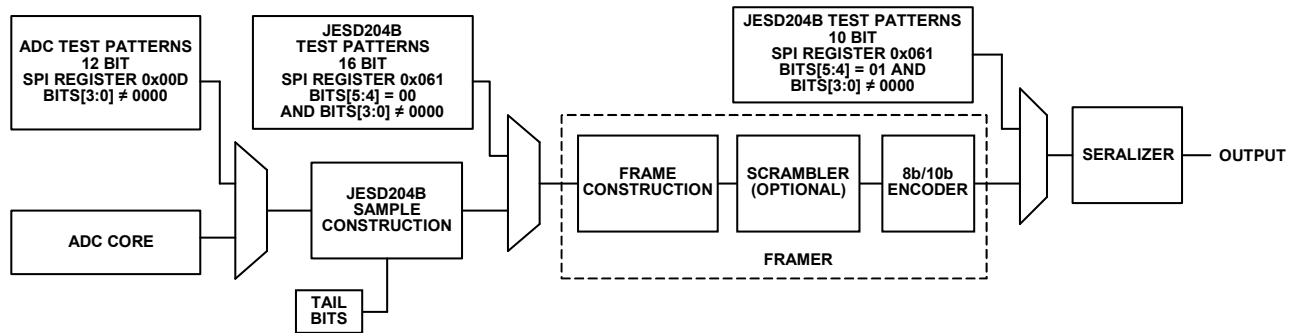 ADC TEST PATTERNS
12 BIT
SPI REGISTER 0x00D
BITS[3:0] ≠ 0000
JESD204B
TEST PATTERNS
16 BIT
SPI REGISTER 0x061
BITS[5:4] = 00
AND BITS[3:0] ≠ 0000
JESD204B TEST PATTERNS
10 BIT
SPI REGISTER 0x061
BITS[5:4] = 01 AND
BITS[3:0] ≠ 0000
ADC CORE
JESD204B
SAMPLE
CONSTRUCTION
TAIL
BITS
FRAME
CONSTRUCTION
SCRAMBLER
(OPTIONAL)
8b/10b
ENCODER
FRAMER
SERALIZER
OUTPUT